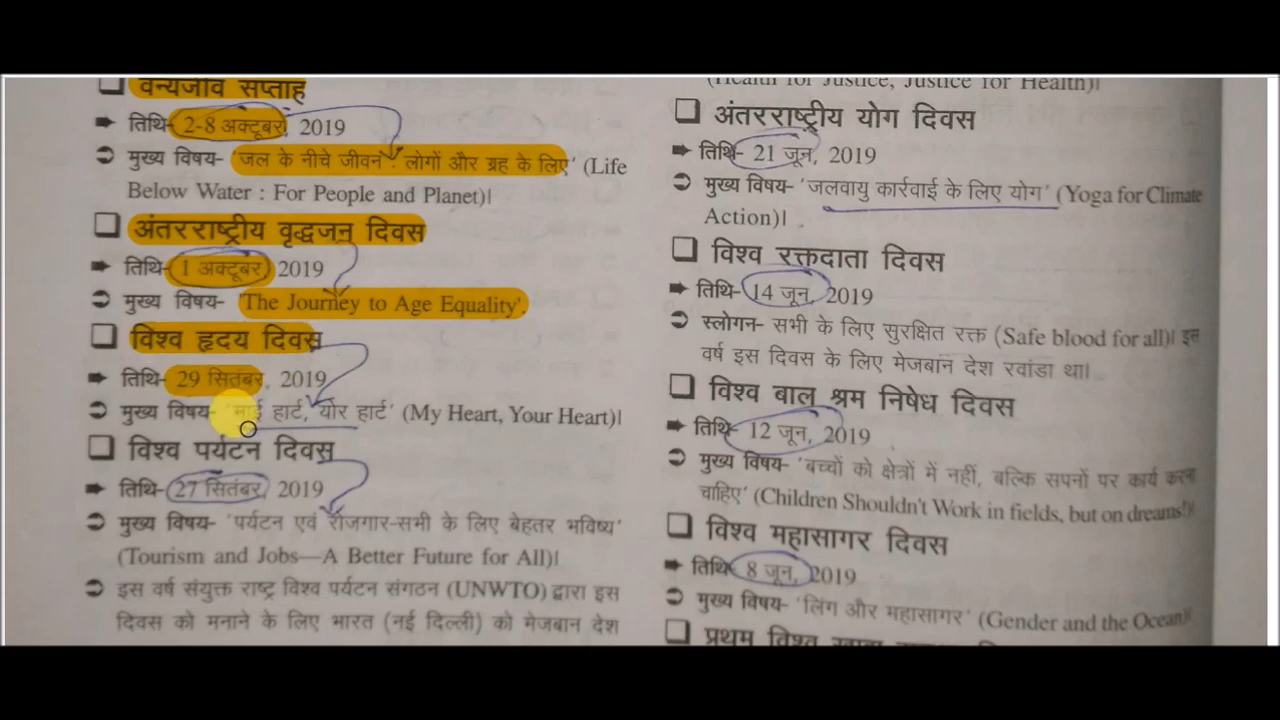 वन्यजीव सप्ताह
तिथि- 2-8 अक्टूबर, 2019
मुख्य विषय- 'जल के नीचे जीवन : लोगों और ग्रह के लिए' (Life
Below Water : For People and Planet)।
अंतरराष्ट्रीय वृद्धजन दिवस
तिथि- 1 अक्टूबर, 2019
मुख्य विषय- 'The Journey to Age Equality'.
विश्व हृदय दिवस
तिथि- 29 सितंबर, 2019
मुख्य विषय- 'माई हार्ट, योर हार्ट' (My Heart, Your Heart)।
विश्व पर्यटन दिवस
तिथि- 27 सितंबर, 2019
मुख्य विषय- 'पर्यटन एवं रोजगार-सभी के लिए बेहतर भविष्य'
(Tourism and Jobs—A Better Future for All)।
इस वर्ष संयुक्त राष्ट्र विश्व पर्यटन संगठन (UNWTO) द्वारा इस
दिवस को मनाने के लिए भारत (नई दिल्ली) को मेजबान देश
(Health for Justice, Justice for Health)।
अंतरराष्ट्रीय योग दिवस
तिथि- 21 जून, 2019
मुख्य विषय- 'जलवायु कार्रवाई के लिए योग' (Yoga for Climate
Action)।
विश्व रक्तदाता दिवस
तिथि- 14 जून, 2019
स्लोगन- सभी के लिए सुरक्षित रक्त (Safe blood for all)। इस
वर्ष इस दिवस के लिए मेजबान देश रवांडा था।
विश्व बाल श्रम निषेध दिवस
तिथि- 12 जून, 2019
मुख्य विषय- 'बच्चों को क्षेत्रों में नहीं, बल्कि सपनों पर कार्य करना
चाहिए' (Children Shouldn't Work in fields, but on dreams!)।
विश्व महासागर दिवस
तिथि- 8 जून, 2019
मुख्य विषय- 'लिंग और महासागर' (Gender and the Ocean)।
प्रथम विश्व खाद्य